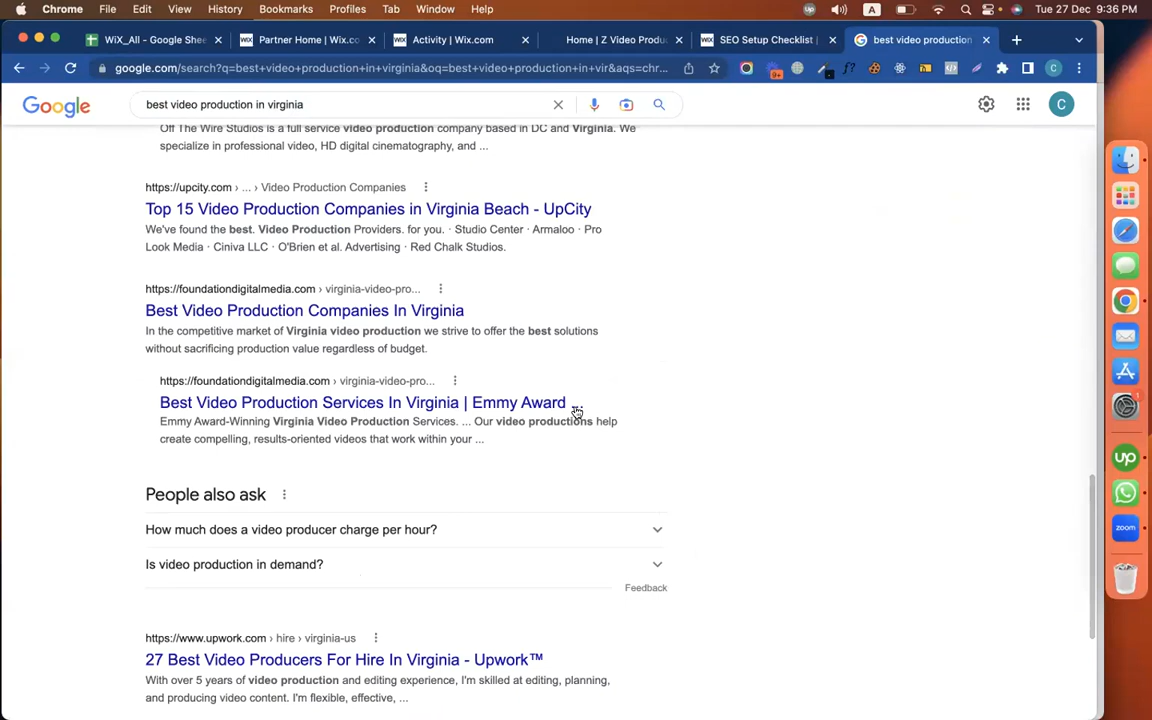 Chrome File Edit View History Bookmarks Profiles Tab Window Help
Up A Tue 27 Dec 9:36 PM
WiX_All - Google Shee
WIX Partner Home | Wix.co
WIX Activity | Wix.com
Home | Z Video Produ
WIX SEO Setup Checklist |
best video production
google.com/search?q=best+video+production+in+virginia&oq=best+video+production+in+vir&aqs=chr...
9+
f?
C
Google
best video production in virginia
C
Off The Wire Studios is a full service video production company based in DC and Virginia. We
specialize in professional video, HD digital cinematography, and ...
https://upcity.com › ... › Video Production Companies
Top 15 Video Production Companies in Virginia Beach - UpCity
We've found the best. Video Production Providers. for you. · Studio Center · Armaloo · Pro
Look Media · Ciniva LLC · O'Brien et al. Advertising · Red Chalk Studios.
https://foundationdigitalmedia.com › virginia-video-pro...
Best Video Production Companies In Virginia
In the competitive market of Virginia video production we strive to offer the best solutions
without sacrificing production value regardless of budget.
https://foundationdigitalmedia.com › virginia-video-pro...
Best Video Production Services In Virginia | Emmy Award ...
Emmy Award-Winning Virginia Video Production Services. ... Our video productions help
create compelling, results-oriented videos that work within your ...
People also ask
How much does a video producer charge per hour?
Is video production in demand?
Feedback
https://www.upwork.com › hire › virginia-us
27 Best Video Producers For Hire In Virginia - Upwork™
With over 5 years of video production and editing experience, I'm skilled at editing, planning,
and producing video content. I'm flexible, effective, ...
1
up
zoom